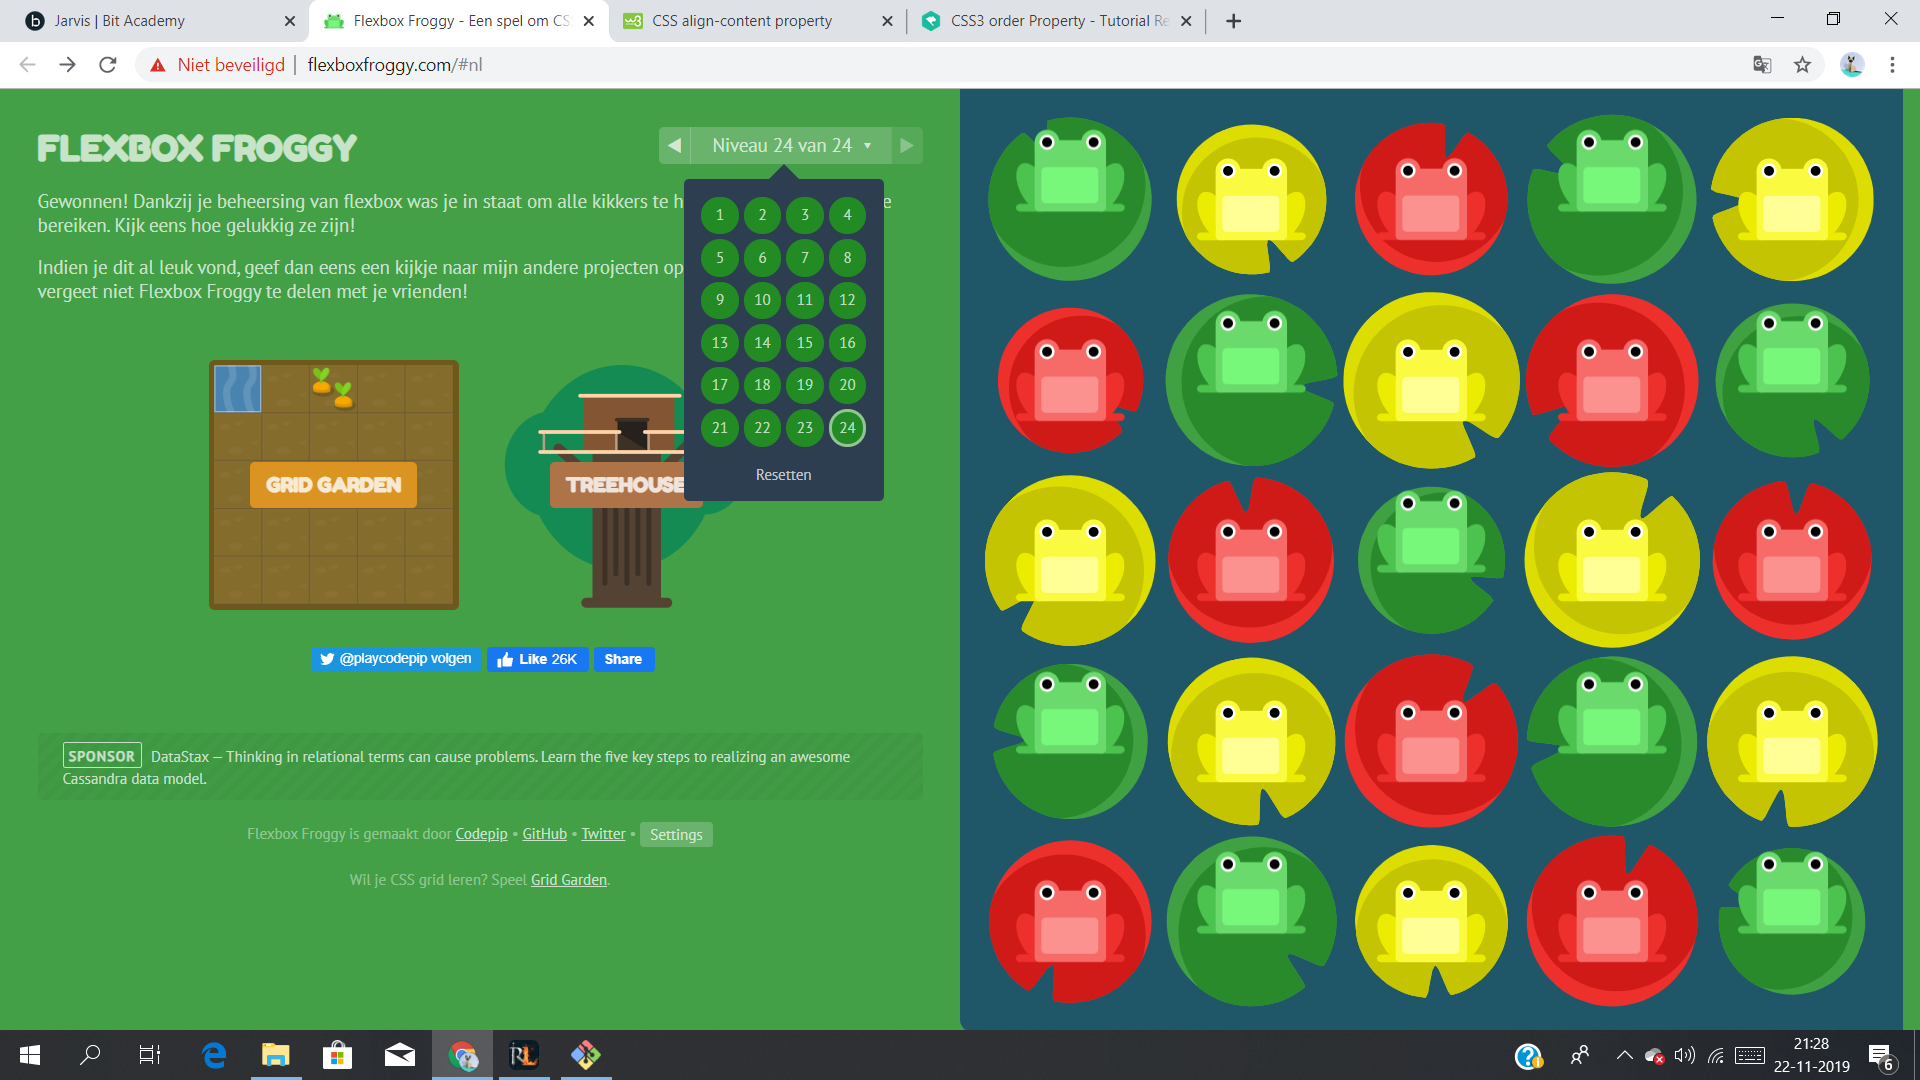 Jarvis | Bit Academy
Flexbox Froggy - Een spel om CS
CSS align-content property
CSS3 order Property - Tutorial Re
Niet beveiligd | flexboxfroggy.com/#nl
FLEXBOX FROGGY
Niveau 24 van 24
Gewonnen! Dankzij je beheersing van flexbox was je in staat om alle kikkers te h e
bereiken. Kijk eens hoe gelukkig ze zijn!
Indien je dit al leuk vond, geef dan eens een kijkje naar mijn andere projecten op
vergeet niet Flexbox Froggy te delen met je vrienden!
1 2 3 4
5 6 7 8
9 10 11 12
13 14 15 16
17 18 19 20
21 22 23 24
Resetten
GRID GARDEN
TREEHOUSE
@playcodepip volgen
Like 26K
Share
SPONSOR DataStax — Thinking in relational terms can cause problems. Learn the five key steps to realizing an awesome
Cassandra data model.
Flexbox Froggy is gemaakt door Codepip • GitHub • Twitter • Settings
Wil je CSS grid leren? Speel Grid Garden.
21:28
22-11-2019
6